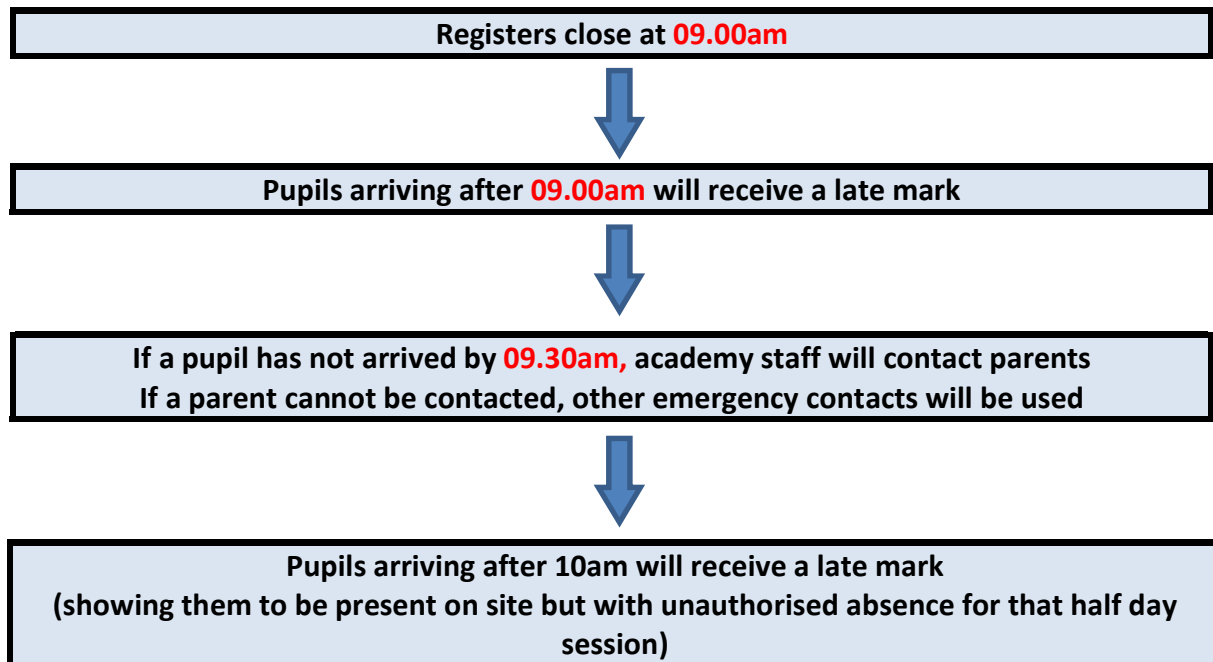 Registers close at 09.00am
Pupils arriving after 09.00am will receive a late mark
If a pupil has not arrived by 09.30am, academy staff will contact parents
If a parent cannot be contacted, other emergency contacts will be used
Pupils arriving after 10am will receive a late mark
(showing them to be present on site but with unauthorised absence for that half day
session)